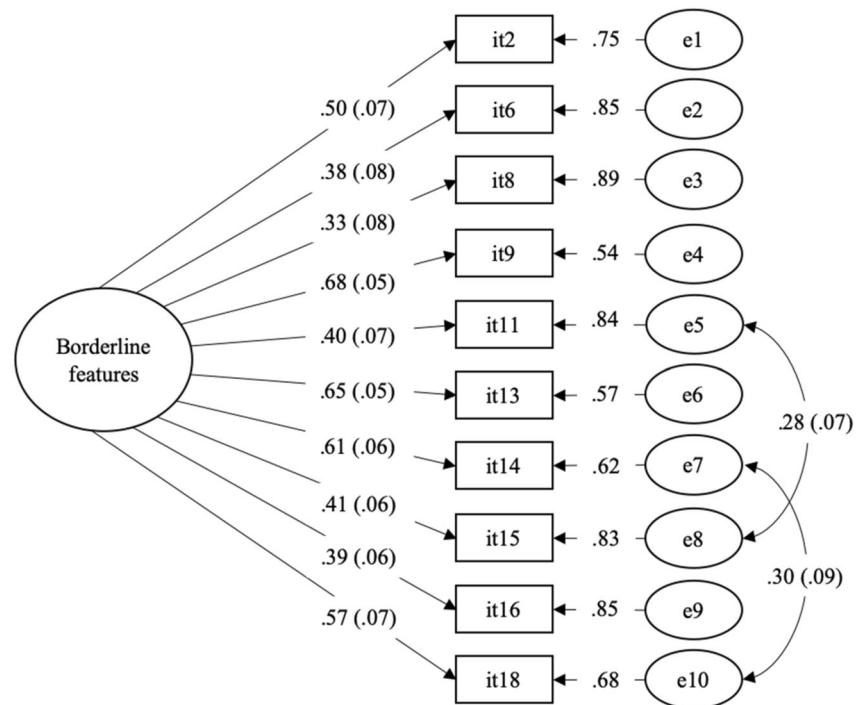 it2
.75
e1
.50 (.07)
it6
.85
e2
.38 (.08)
it8
.89
e3
.33 (.08)
it9
.54
e4
.68 (.05)
it11
.84
e5
.40 (.07)
Borderline
features
it13
.57
e6
.65 (.05)
.28 (.07)
it14
.62
e7
.61 (.06)
it15
.83
e8
.41 (.06)
.30 (.09)
it16
.85
e9
.39 (.06)
it18
.68
e10
.57 (.07)